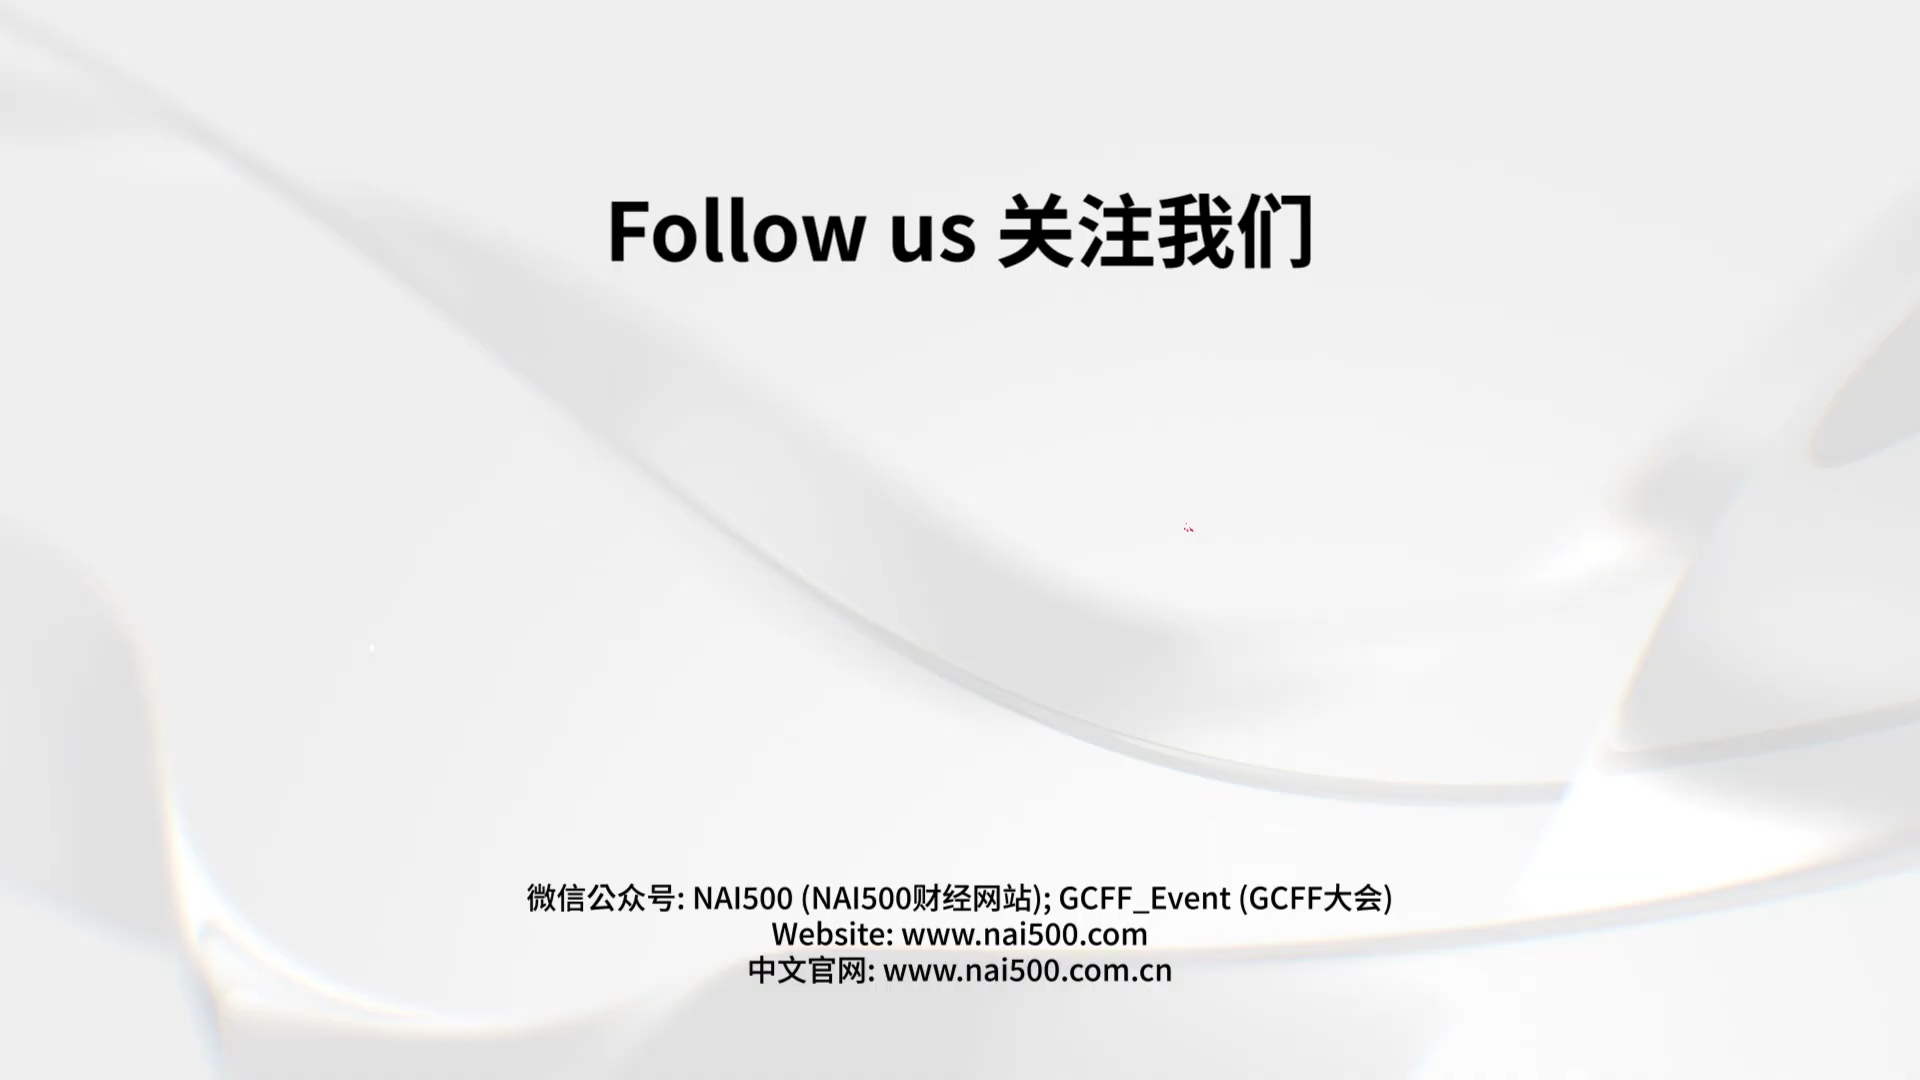 Follow us 关注我们
微信公众号: NAI500 (NAI500财经网站); GCFF_Event (GCFF大会)
Website: www.nai500.com
中文官网: www.nai500.com.cn